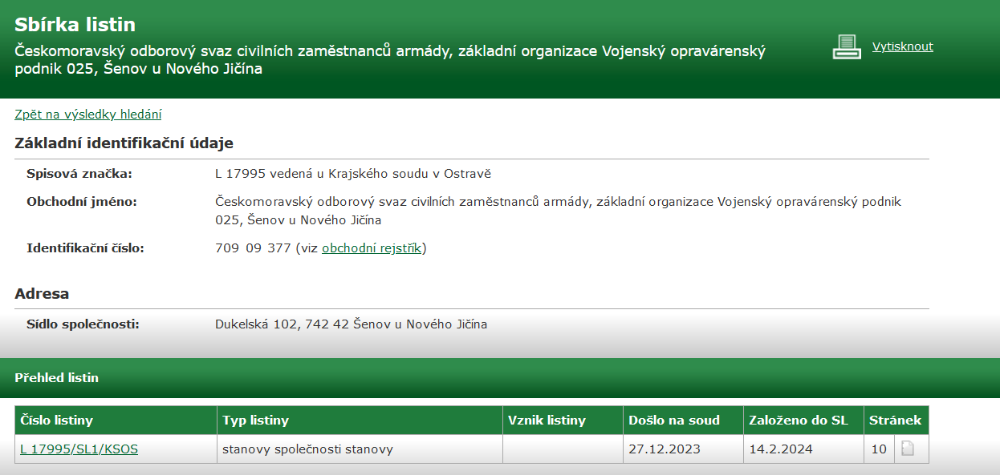 Sbírka listin
Českomoravský odborový svaz civilních zaměstnanců armády, základní organizace Vojenský opravárenský
podnik 025, Šenov u Nového Jičína
Vytisknout
Zpět na výsledky hledání
Základní identifikační údaje
Spisová značka: L 17995 vedená u Krajského soudu v Ostravě
Obchodní jméno: Českomoravský odborový svaz civilních zaměstnanců armády, základní organizace Vojenský opravárenský podnik
025, Šenov u Nového Jičína
Identifikační číslo: 709 09 377 (viz obchodní rejstřík)
Adresa
Sídlo společnosti: Dukelská 102, 742 42 Šenov u Nového Jičína
Přehled listin
Číslo listiny Typ listiny Vznik listiny Došlo na soud Založeno do SL Stránek
L 17995/SL1/KSOS stanovy společnosti stanovy 27.12.2023 14.2.2024 10